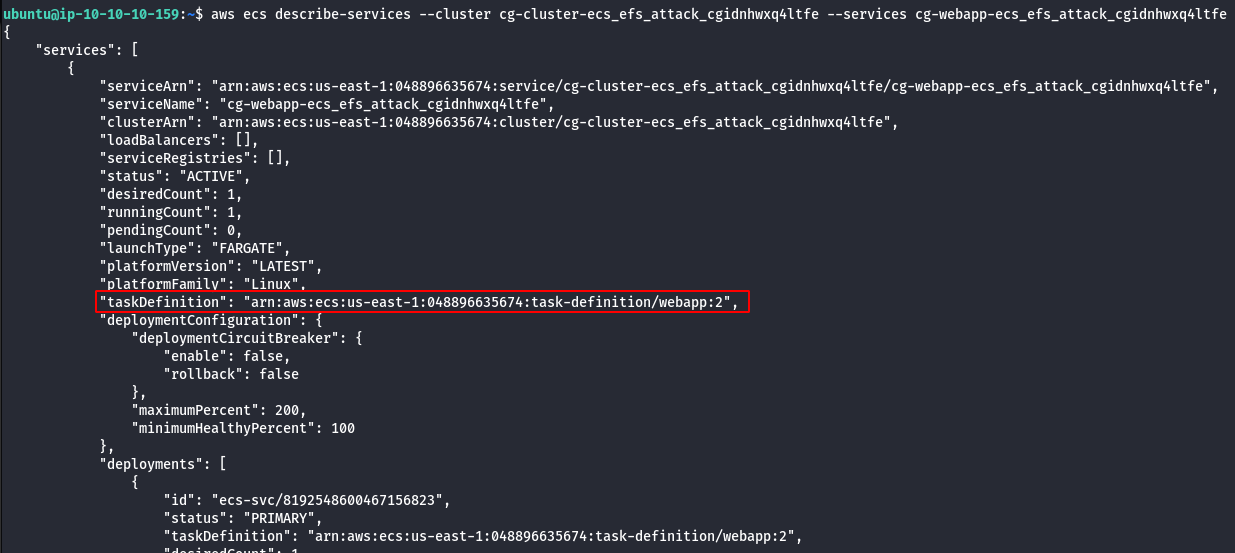 ubuntu@ip-10-10-10-159:~$ aws ecs describe-services --cluster cg-cluster-ecs_efs_attack_cgidnhwxq4ltfe --services cg-webapp-ecs_efs_attack_cgidnhwxq4ltfe
{
    "services": [
        {
            "serviceArn": "arn:aws:ecs:us-east-1:048896635674:service/cg-cluster-ecs_efs_attack_cgidnhwxq4ltfe/cg-webapp-ecs_efs_attack_cgidnhwxq4ltfe",
            "serviceName": "cg-webapp-ecs_efs_attack_cgidnhwxq4ltfe",
            "clusterArn": "arn:aws:ecs:us-east-1:048896635674:cluster/cg-cluster-ecs_efs_attack_cgidnhwxq4ltfe",
            "loadBalancers": [],
            "serviceRegistries": [],
            "status": "ACTIVE",
            "desiredCount": 1,
            "runningCount": 1,
            "pendingCount": 0,
            "launchType": "FARGATE",
            "platformVersion": "LATEST",
            "platformFamily": "Linux",
            "taskDefinition": "arn:aws:ecs:us-east-1:048896635674:task-definition/webapp:2",
            "deploymentConfiguration": {
                "deploymentCircuitBreaker": {
                    "enable": false,
                    "rollback": false
                },
                "maximumPercent": 200,
                "minimumHealthyPercent": 100
            },
            "deployments": [
                {
                    "id": "ecs-svc/8192548600467156823",
                    "status": "PRIMARY",
                    "taskDefinition": "arn:aws:ecs:us-east-1:048896635674:task-definition/webapp:2",
                    "desiredCount": 1